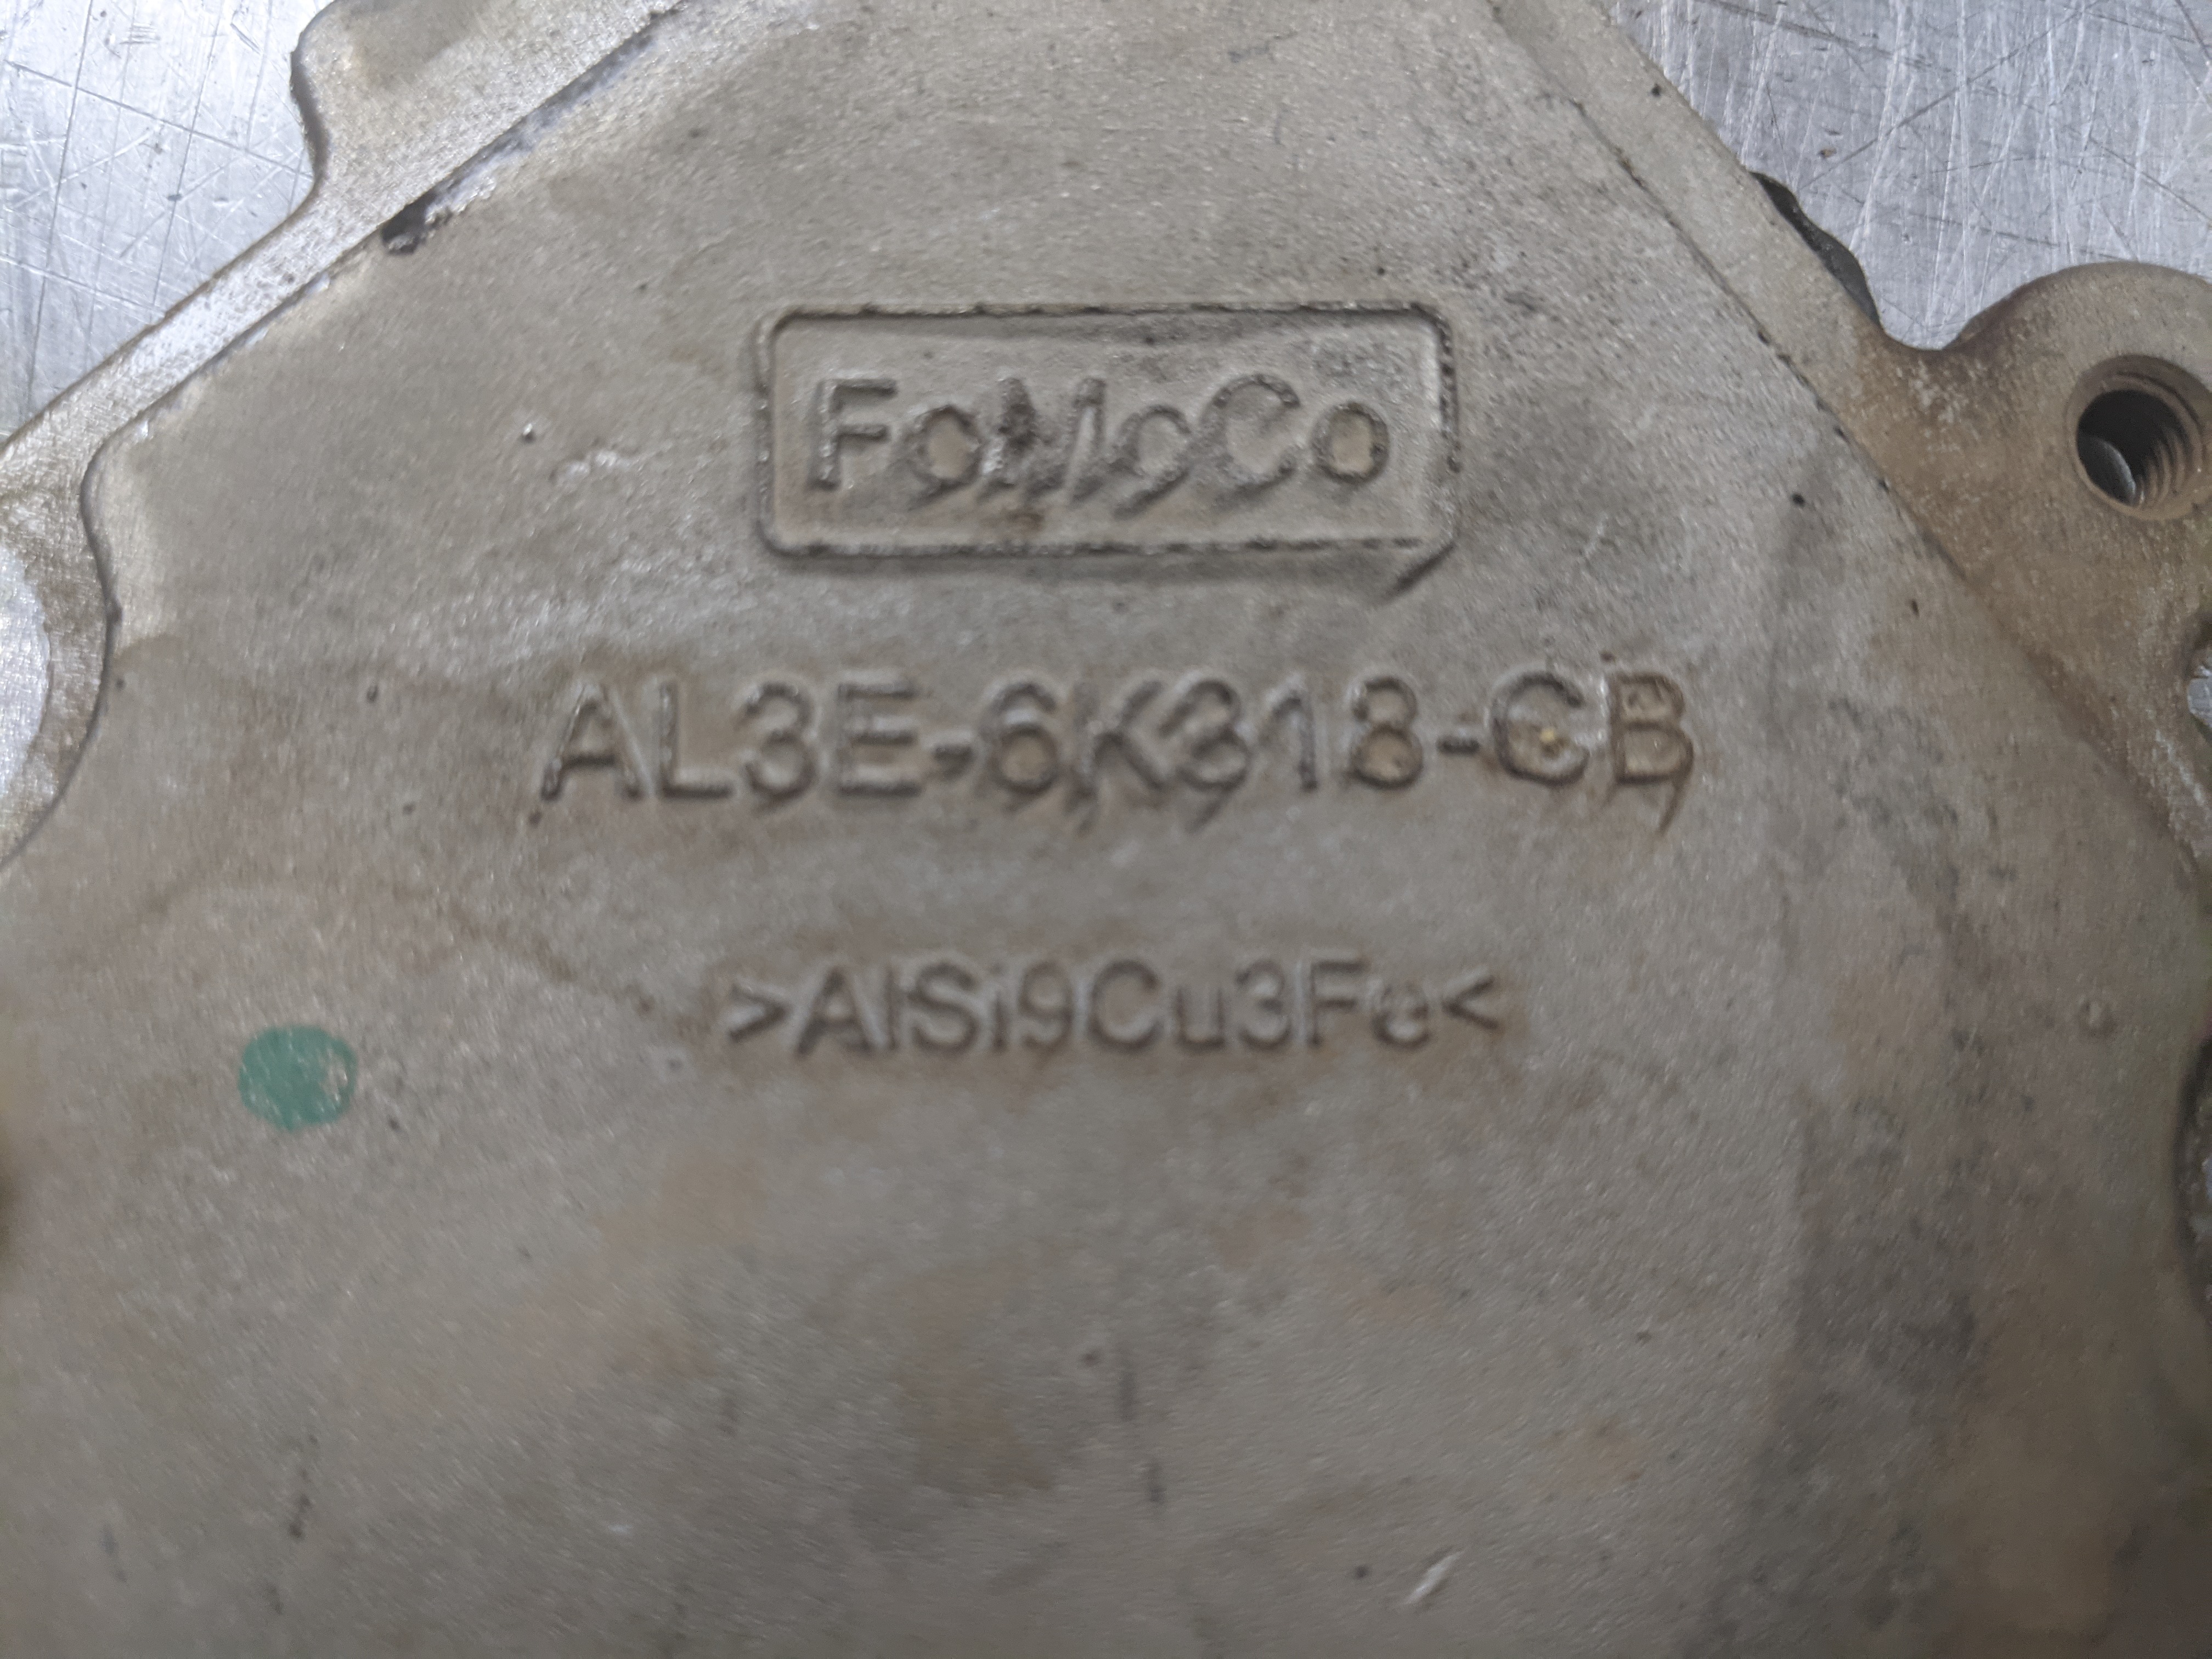 FoMoCo
AL3E-6K318-CB
>AlSi9Cu3Fe<